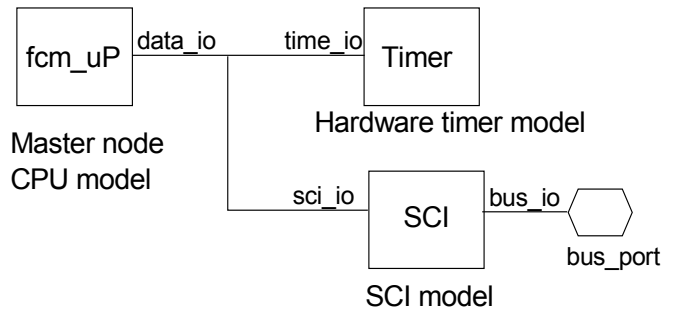 fcm_uP
data_io
time_io
Timer
Master node
CPU model
Hardware timer model
sci_io
SCI
bus_io
bus_port
SCI model